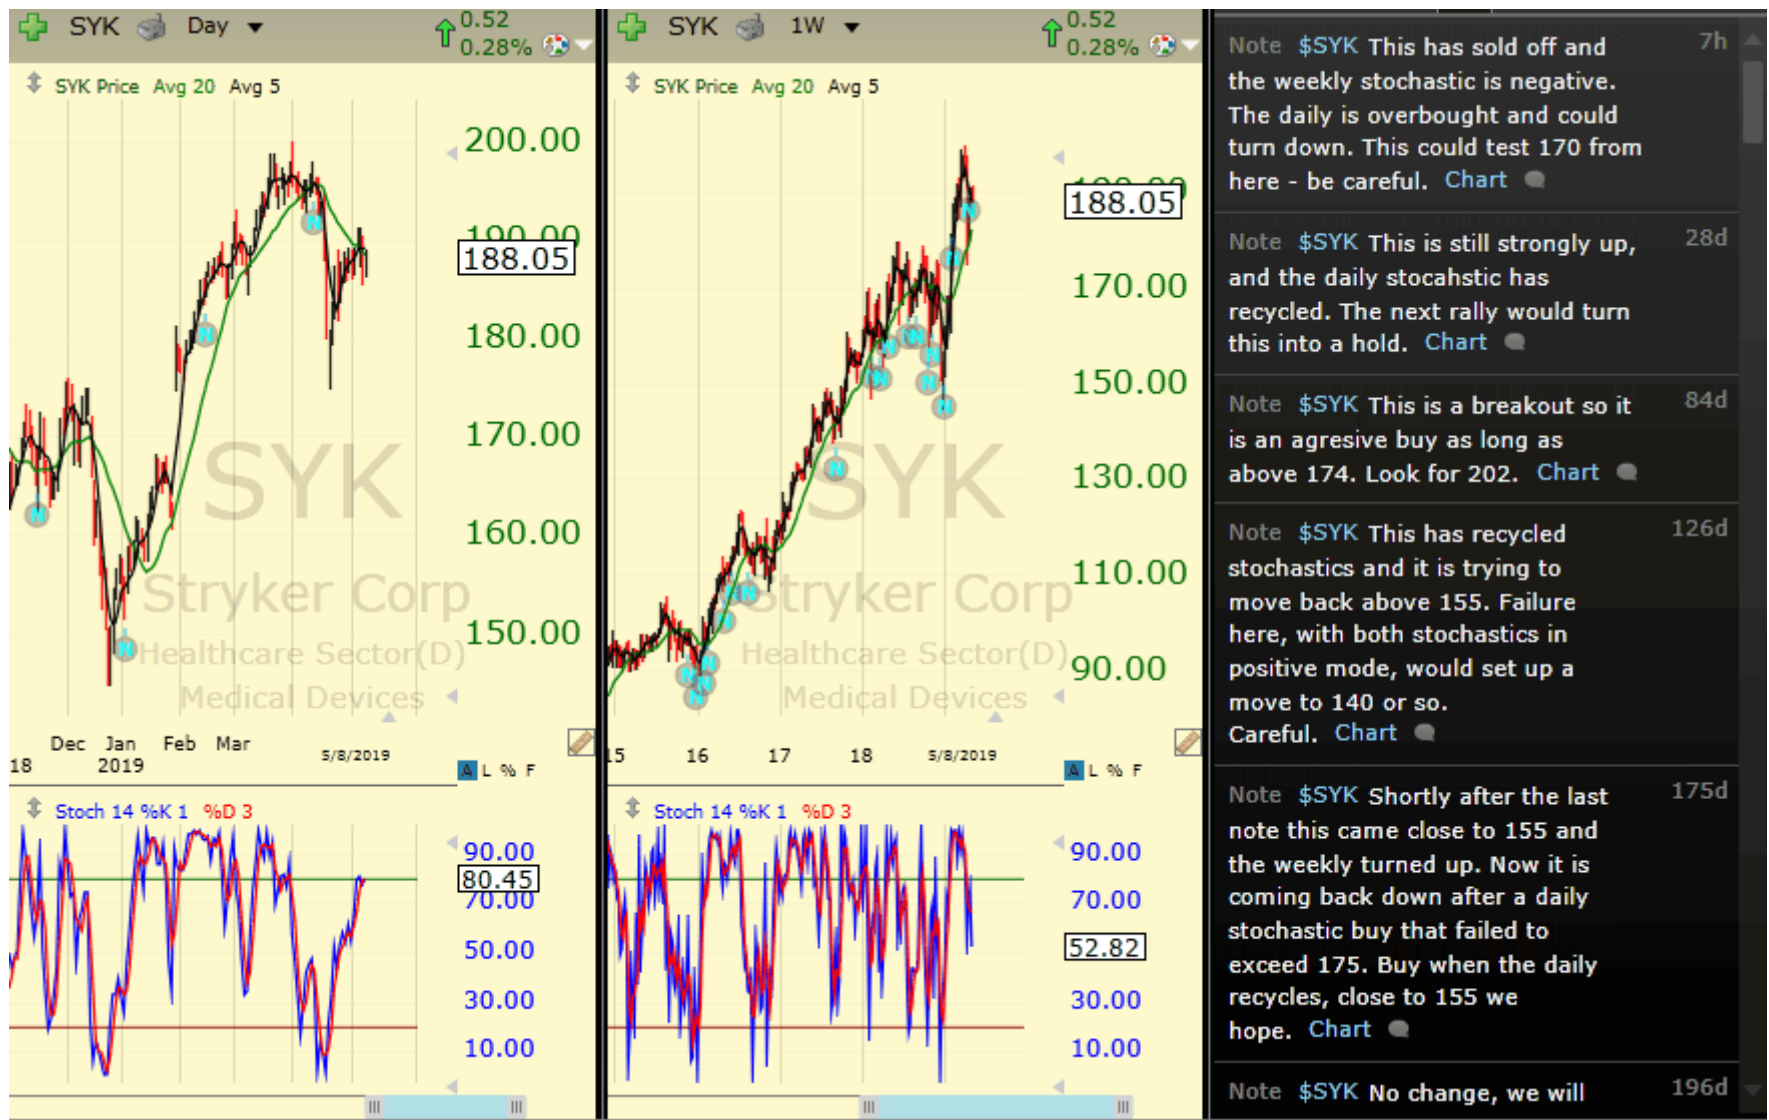 SYK Day 0.52
0.28%
SYK Price Avg 20 Avg 5
200.00
190.00
188.05
180.00
170.00
160.00
150.00
SYK
Stryker Corp
Healthcare Sector(D)
Medical Devices
Dec Jan Feb Mar 5/8/2019
18 2019
A L % F
Stoch 14 %K 1 %D 3
90.00
80.45
70.00
50.00
30.00
10.00
SYK 1W 0.52
0.28%
SYK Price Avg 20 Avg 5
188.05
170.00
150.00
130.00
110.00
90.00
SYK
Stryker Corp
Healthcare Sector(D)
Medical Devices
15 16 17 18 5/8/2019
A L % F
Stoch 14 %K 1 %D 3
90.00
70.00
52.82
30.00
10.00
Note $SYK This has sold off and 7h
the weekly stochastic is negative.
The daily is overbought and could
turn down. This could test 170 from
here - be careful. Chart
Note $SYK This is still strongly up, 28d
and the daily stocahstic has
recycled. The next rally would turn
this into a hold. Chart
Note $SYK This is a breakout so it 84d
is an agresive buy as long as
above 174. Look for 202. Chart
Note $SYK This has recycled 126d
stochastics and it is trying to
move back above 155. Failure
here, with both stochastics in
positive mode, would set up a
move to 140 or so.
Careful. Chart
Note $SYK Shortly after the last 175d
note this came close to 155 and
the weekly turned up. Now it is
coming back down after a daily
stochastic buy that failed to
exceed 175. Buy when the daily
recycles, close to 155 we
hope. Chart
Note $SYK No change, we will 196d